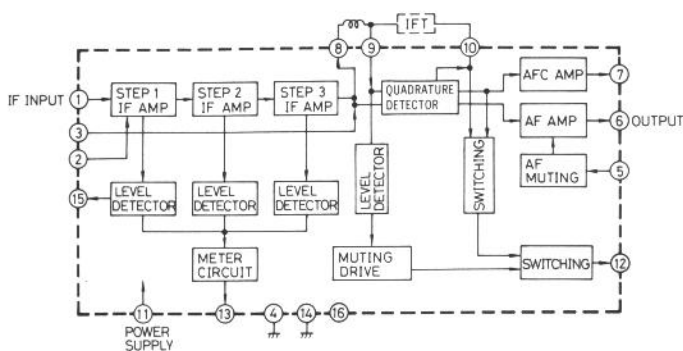 IFT
8
9
10
STEP 1
IF AMP
STEP 2
IF AMP
STEP 3
IF AMP
QUADRATURE
DETECTOR
AFC AMP
7
IF INPUT
1
AF AMP
6
OUTPUT
3
2
AF
MUTING
5
LEVEL
DETECTOR
SWITCHING
15
LEVEL
DETECTOR
LEVEL
DETECTOR
LEVEL
DETECTOR
METER
CIRCUIT
MUTING DRIVE
SWITCHING
12
11
13
4
14
16
POWER
SUPPLY